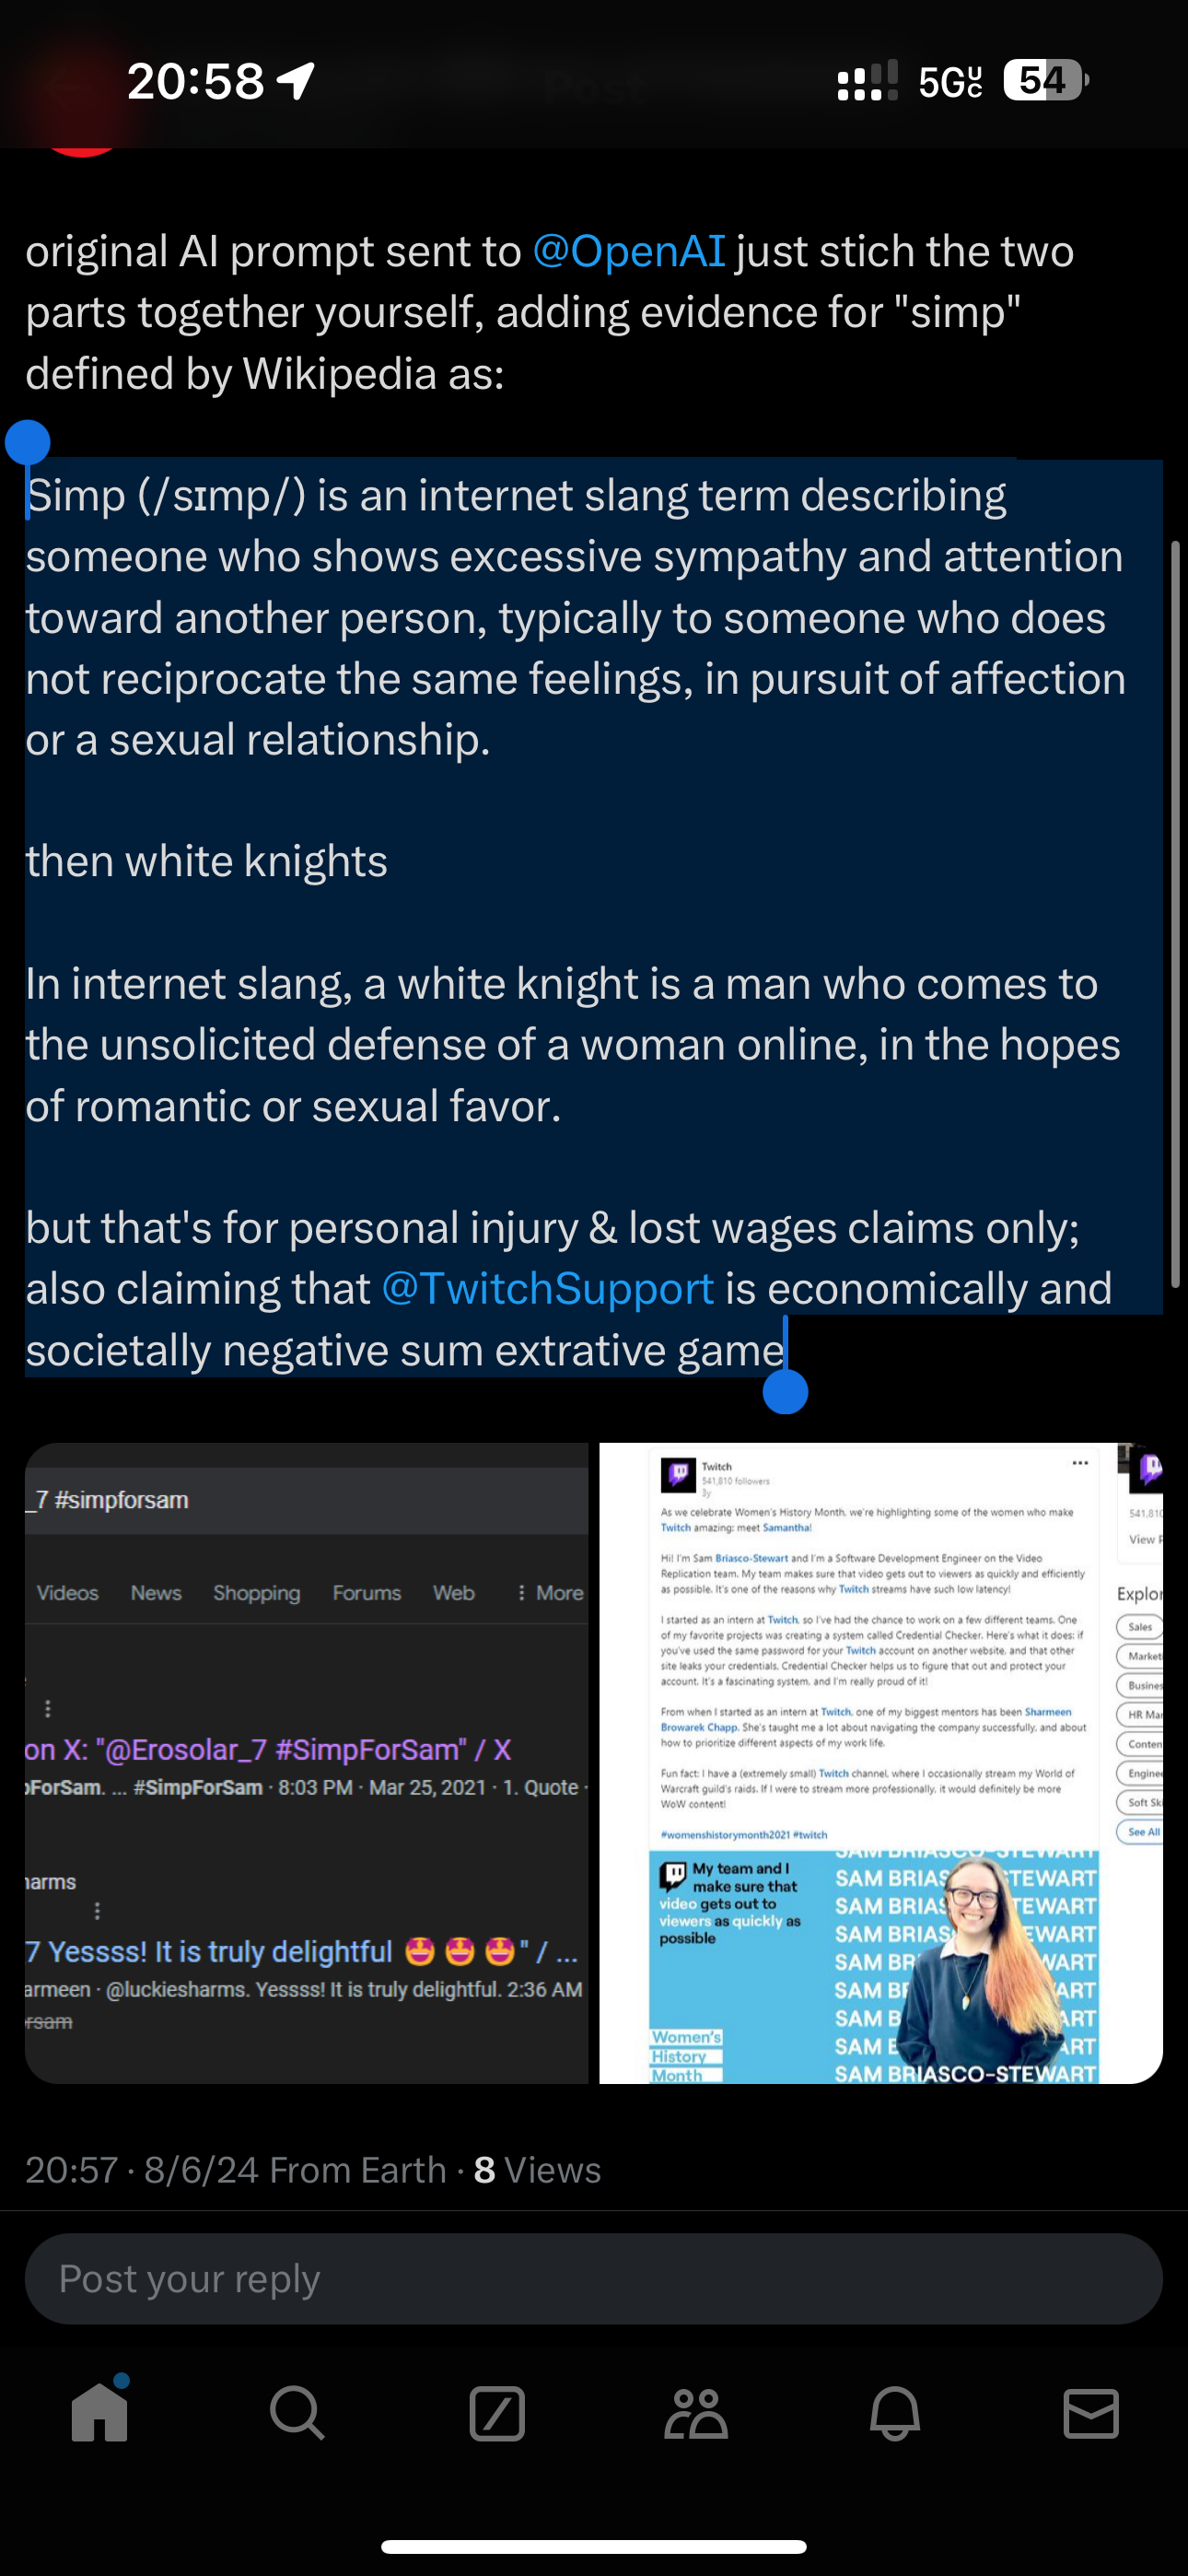 20:58
5G UC
54
Post
original AI prompt sent to @OpenAI just stich the two
parts together yourself, adding evidence for "simp"
defined by Wikipedia as:
Simp (/sɪmp/) is an internet slang term describing
someone who shows excessive sympathy and attention
toward another person, typically to someone who does
not reciprocate the same feelings, in pursuit of affection
or a sexual relationship.
then white knights
In internet slang, a white knight is a man who comes to
the unsolicited defense of a woman online, in the hopes
of romantic or sexual favor.
but that's for personal injury & lost wages claims only;
also claiming that @TwitchSupport is economically and
societally negative sum extrative game
_7 #simpforsam
Videos News Shopping Forums Web More
on X: "@Erosolar_7 #SimpForSam" / X
ForSam. ... #SimpForSam · 8:03 PM · Mar 25, 2021 · 1. Quote ·
harms
7 Yessss! It is truly delightful 🤩 🤩 🤩" / ...
armeen · @luckiesharms. Yessss! It is truly delightful. 2:36 AM
rsam
Twitch
541,810 followers
3y
As we celebrate Women's History Month, we're highlighting some of the women who make
Twitch amazing: meet Samantha!
Hi! I'm Sam Briasco-Stewart and I'm a Software Development Engineer on the Video
Replication team. My team makes sure that video gets out to viewers as quickly and efficiently
as possible. It's one of the reasons why Twitch streams have such low latency!
I started as an intern at Twitch, so I've had the chance to work on a few different teams. One
of my favorite projects was creating a system called Credential Checker. Here's what it does: if
you've used the same password for your Twitch account on another website, and that other
site leaks your credentials, Credential Checker helps us to figure that out and protect your
account. It's a fascinating system, and I'm really proud of it!
From when I started as an intern at Twitch, one of my biggest mentors has been Sharmeen
Browarek Chapp. She's taught me a lot about navigating the company successfully, and about
how to prioritize different aspects of my work life.
Fun fact: I have a (extremely small) Twitch channel, where I occasionally stream my World of
Warcraft guild's raids. If I were to stream more professionally, it would definitely be more
WoW content!
#womenshistorymonth2021 #twitch
My team and I
make sure that
video gets out to
viewers as quickly as
possible
Women's
History
Month
SAM BRIASCO-STEWART
SAM BRIAS TEWART
SAM BRIAS TEWART
SAM BRIAS STEWART
SAM BR WART
SAM BR ART
SAM B ART
SAM B ART
SAM BRIASCO-STEWART
541,810
View P
Explor
Sales
Market
Busines
HR Mar
Conten
Engine
Soft Ski
See All
20:57 · 8/6/24 From Earth · 8 Views
Post your reply